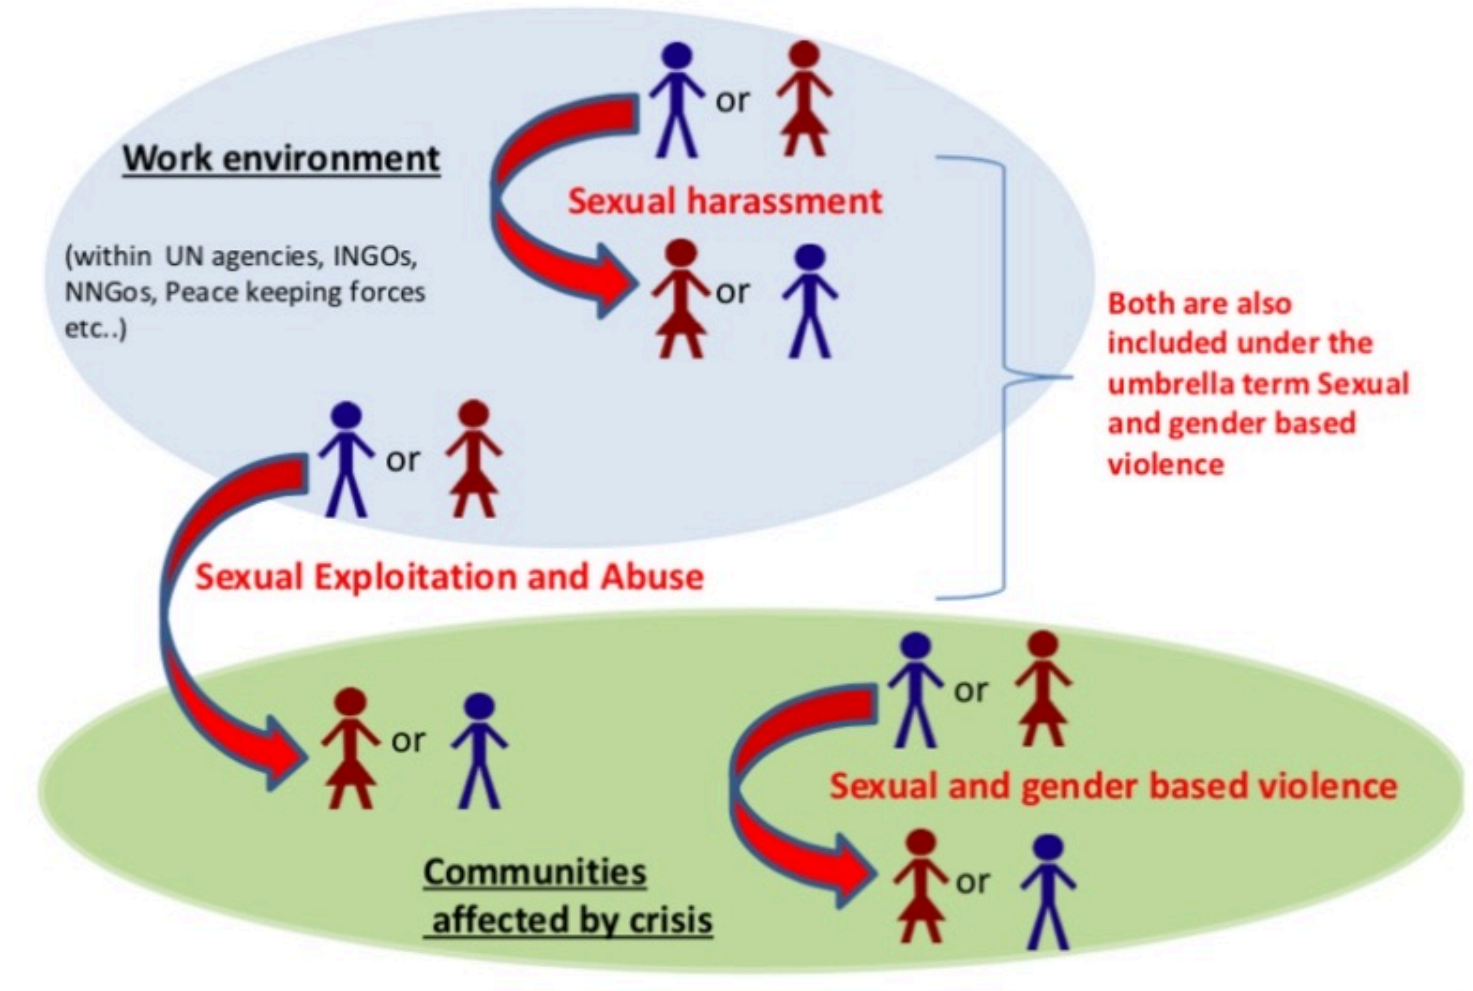 or
Work environment
Sexual harassment
(within UN agencies, INGOs,
NNGos, Peace keeping forces
etc..)
or
Both are also
included under the
umbrella term Sexual
and gender based
violence
or
Sexual Exploitation and Abuse
or
or
Sexual and gender based violence
or
Communities
affected by crisis